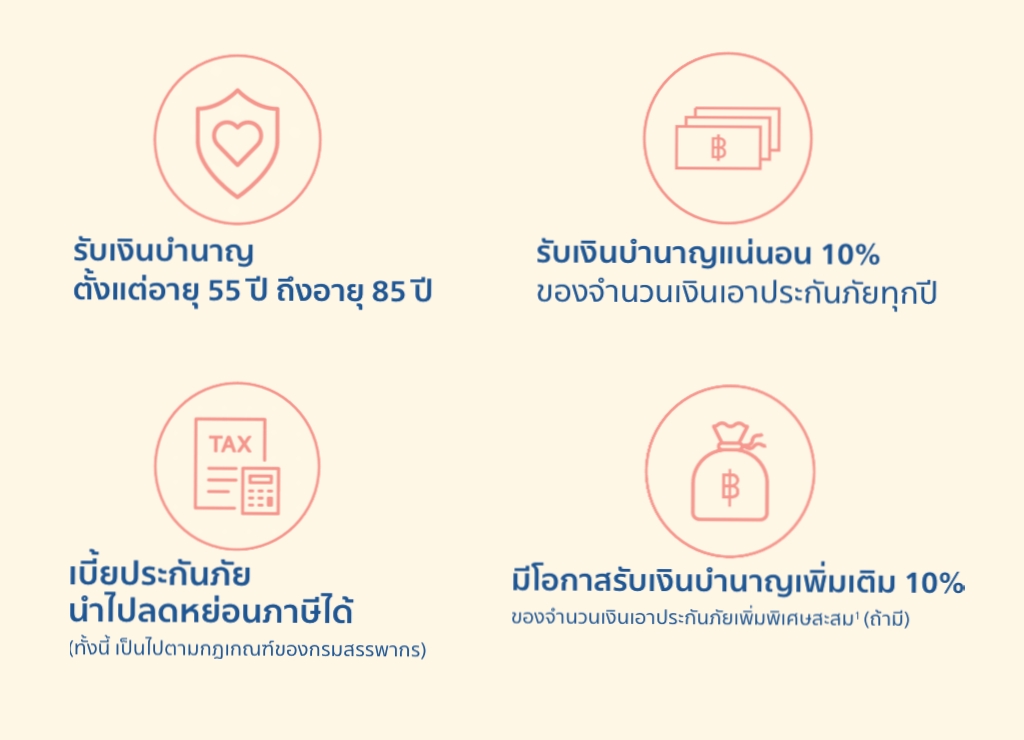 รับเงินบำนาญ
ตั้งแต่อายุ 55 ปี ถึงอายุ 85 ปี
฿
รับเงินบำนาญแน่นอน 10%
ของจำนวนเงินเอาประกันภัยทุกปี
TAX
เบี้ยประกันภัย
นำไปลดหย่อนภาษีได้
(ทั้งนี้ เป็นไปตามกฎเกณฑ์ของกรมสรรพากร)
฿
มีโอกาสรับเงินบำนาญเพิ่มเติม 10%
ของจำนวนเงินเอาประกันภัยเพิ่มพิเศษสะสม¹ (ถ้ามี)